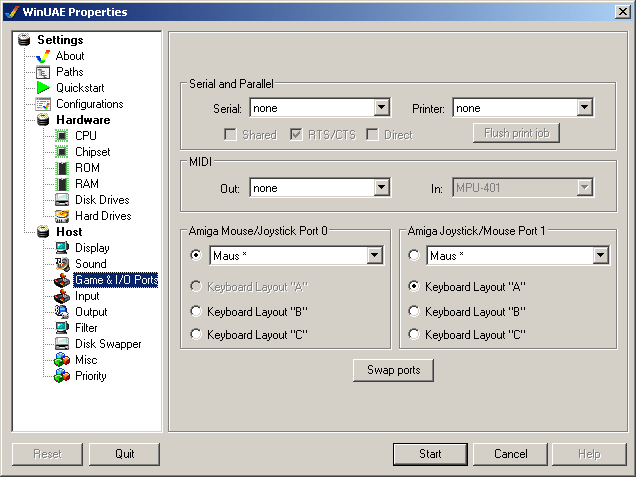 WinUAE Properties
Settings
About
Paths
Quickstart
Configurations
Hardware
CPU
Chipset
ROM
RAM
Disk Drives
Hard Drives
Host
Display
Sound
Game & I/O Ports
Input
Output
Filter
Disk Swapper
Misc
Priority
Serial and Parallel
Serial: none Printer: none
Shared RTS/CTS Direct Flush print job
MIDI
Out: none In: MPU-401
Amiga Mouse/Joystick Port 0
Maus *
Keyboard Layout "A"
Keyboard Layout "B"
Keyboard Layout "C"
Amiga Joystick/Mouse Port 1
Maus *
Keyboard Layout "A"
Keyboard Layout "B"
Keyboard Layout "C"
Swap ports
Reset Quit Start Cancel Help